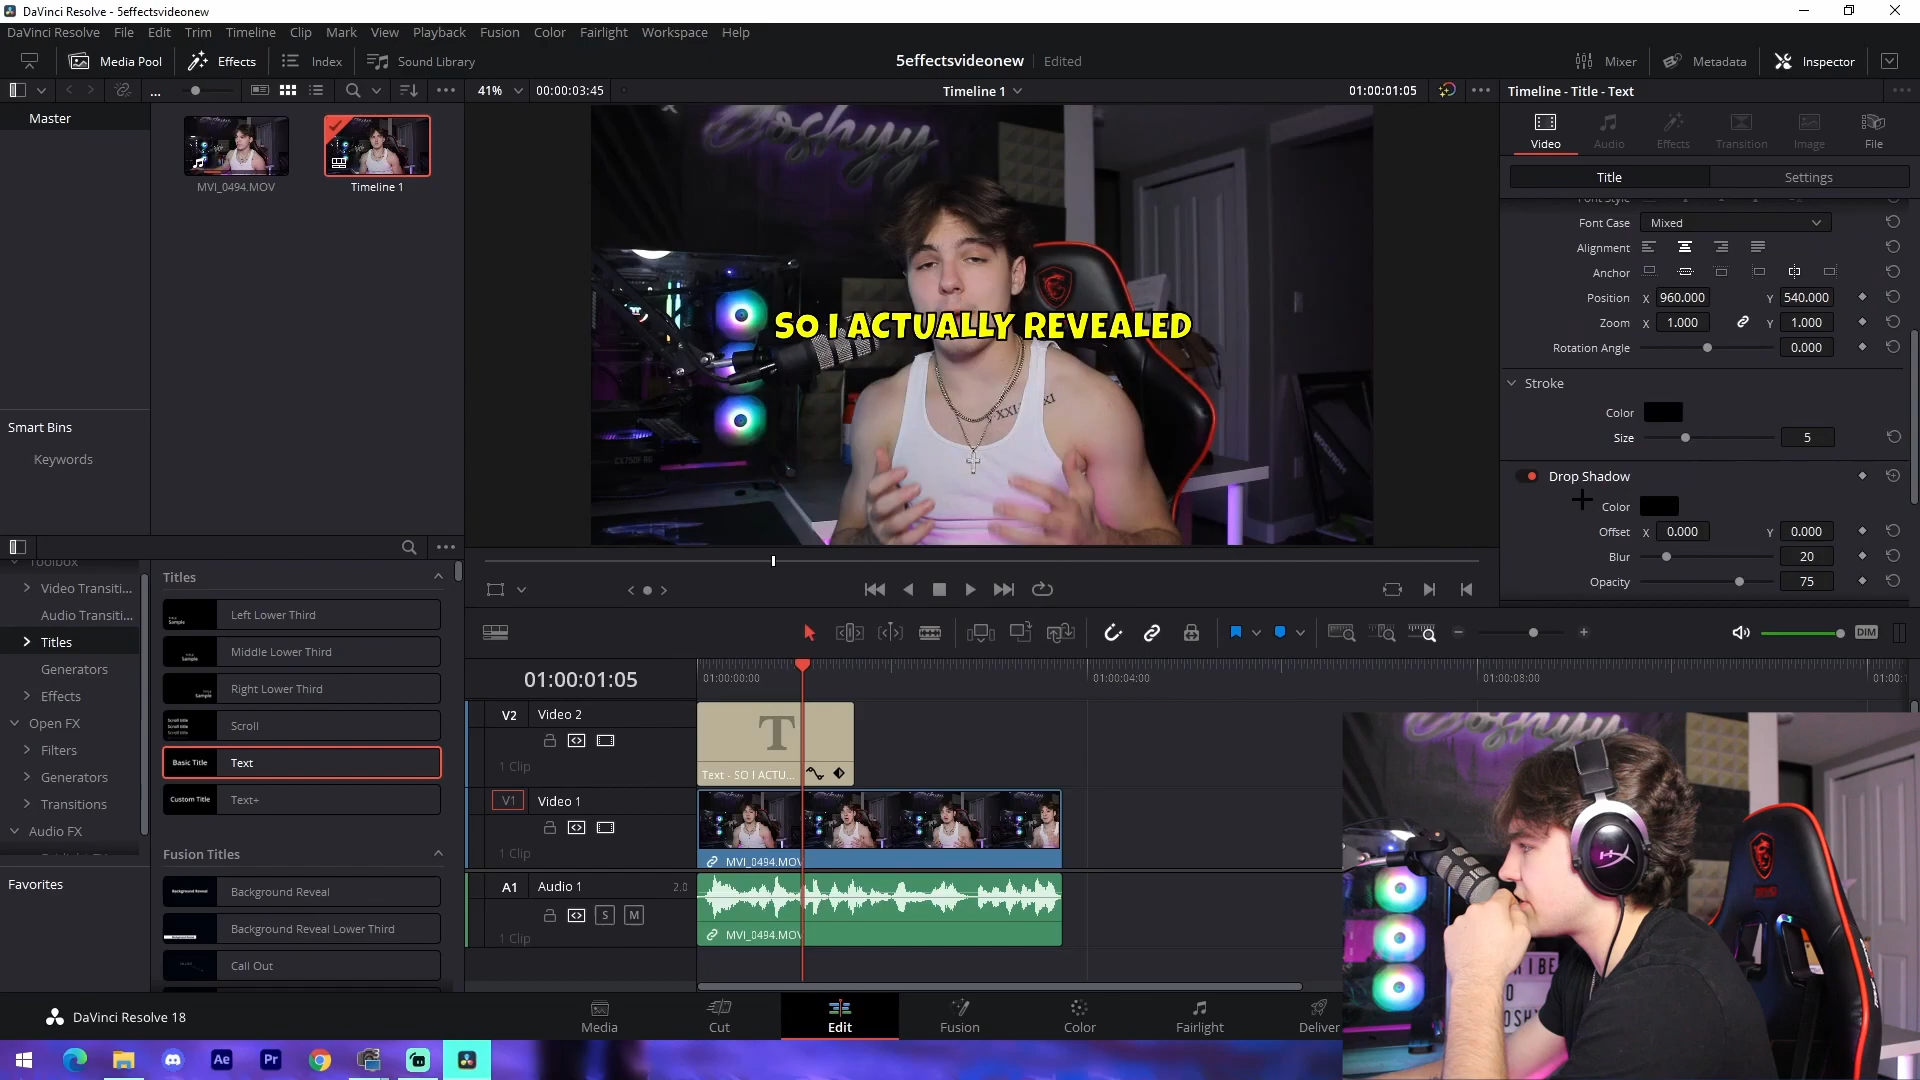 DaVinci Resolve - 5effectsvideonew
DaVinci Resolve File Edit Trim Timeline Clip Mark View Playback Fusion Color Fairlight Workspace Help
Media Pool Effects Index Sound Library 5effectsvideonew Edited Mixer Metadata Inspector
41% 00:00:03:45 Timeline 1 01:00:01:05 Timeline - Title - Text
Master
MVI_0494.MOV
Timeline 1
Smart Bins
Keywords
Joshyy
SO I ACTUALLY REVEALED
XXI
XI
Video Audio Effects Transition Image File
Title Settings
Font Style
Font Case Mixed
Alignment
Anchor
Position X 960.000 Y 540.000
Zoom X 1.000 Y 1.000
Rotation Angle 0.000
Stroke
Color
Size 5
Drop Shadow
Color
Offset X 0.000 Y 0.000
Blur 20
Opacity 75
Toolbox
Video Transiti...
Audio Transiti...
Titles
Generators
Effects
Open FX
Filters
Generators
Transitions
Audio FX
Favorites
Titles
Left Lower Third
Middle Lower Third
Right Lower Third
Scroll
Basic Title Text
Custom Title Text+
Fusion Titles
Background Reveal Background Reveal
Background Reveal Lower Third
Call Out
DIM
01:00:01:05 01:00:00:00 01:00:04:00 01:00:08:00 01:00:1
V2 Video 2
1 Clip
T
Text - SO I ACTU...
V1 Video 1
1 Clip
MVI_0494.MOV
A1 Audio 1 2.0
S M
1 Clip
MVI_0494.MOV
DaVinci Resolve 18
Media Cut Edit Fusion Color Fairlight Deliver
Ae Pr